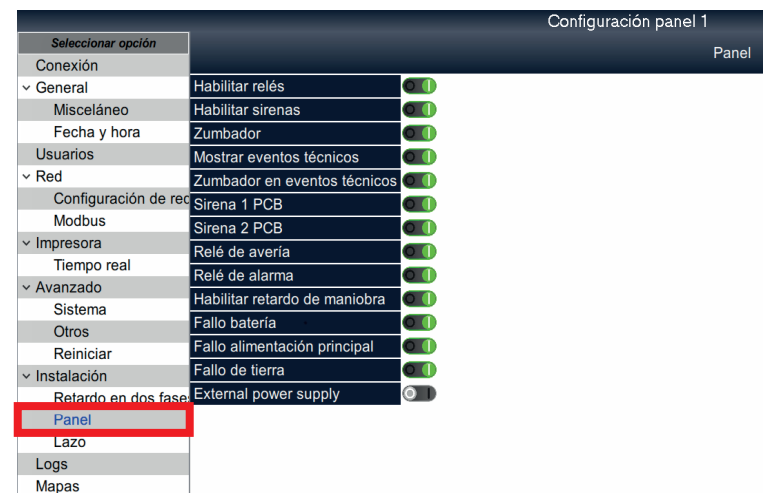 Configuración panel 1
Panel
Seleccionar opción
Conexión
General
Misceláneo
Fecha y hora
Usuarios
Red
Configuración de rec
Modbus
Impresora
Tiempo real
Avanzado
Sistema
Otros
Reiniciar
Instalación
Retardo en dos fase
Panel
Lazo
Logs
Mapas
Habilitar relés
Habilitar sirenas
Zumbador
Mostrar eventos técnicos
Zumbador en eventos técnicos
Sirena 1 PCB
Sirena 2 PCB
Relé de avería
Relé de alarma
Habilitar retardo de maniobra
Fallo batería
Fallo alimentación principal
Fallo de tierra
External power supply